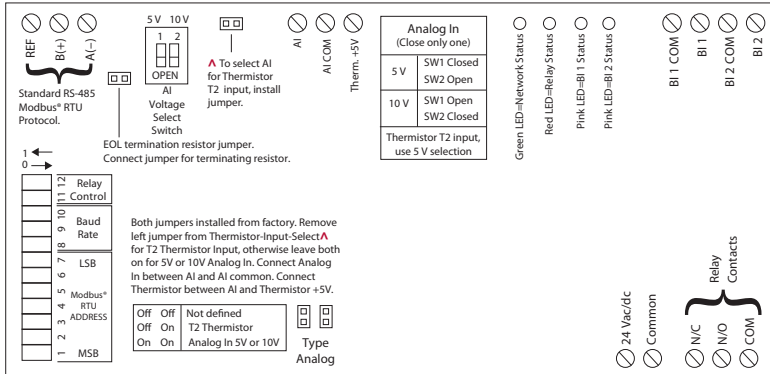 REF
B(+)
A(−)
Standard RS-485
Modbus® RTU
Protocol.
5 V 10 V
1 2
OPEN
AI
Voltage
Select
Switch
EOL termination resistor jumper.
Connect jumper for terminating resistor.
^ To select AI
for Thermistor
T2 input, install
jumper.
AI
AI COM
Therm. +5V
Analog In
(Close only one)
5 V
SW1 Closed
SW2 Open
10 V
SW1 Open
SW2 Closed
Thermistor T2 input,
use 5 V selection
Green LED=Network Status
Red LED=Relay Status
Pink LED=BI 1 Status
Pink LED=BI 2 Status
BI 1 COM
BI 1
BI 2 COM
BI 2
1
0
12
11
Relay
Control
10
9
8
Baud
Rate
7
6
5
4
3
2
1
LSB
Modbus®
RTU
ADDRESS
MSB
Both jumpers installed from factory. Remove
left jumper from Thermistor-Input-Select^
for T2 Thermistor Input, otherwise leave both
on for 5V or 10V Analog In. Connect Analog
In between AI and AI common. Connect
Thermistor between AI and Thermistor +5V.
Off Off Not defined
Off On T2 Thermistor
On On Analog In 5V or 10V
Type
Analog
24 Vac/dc
Common
Relay
Contacts
N/C
N/O
COM